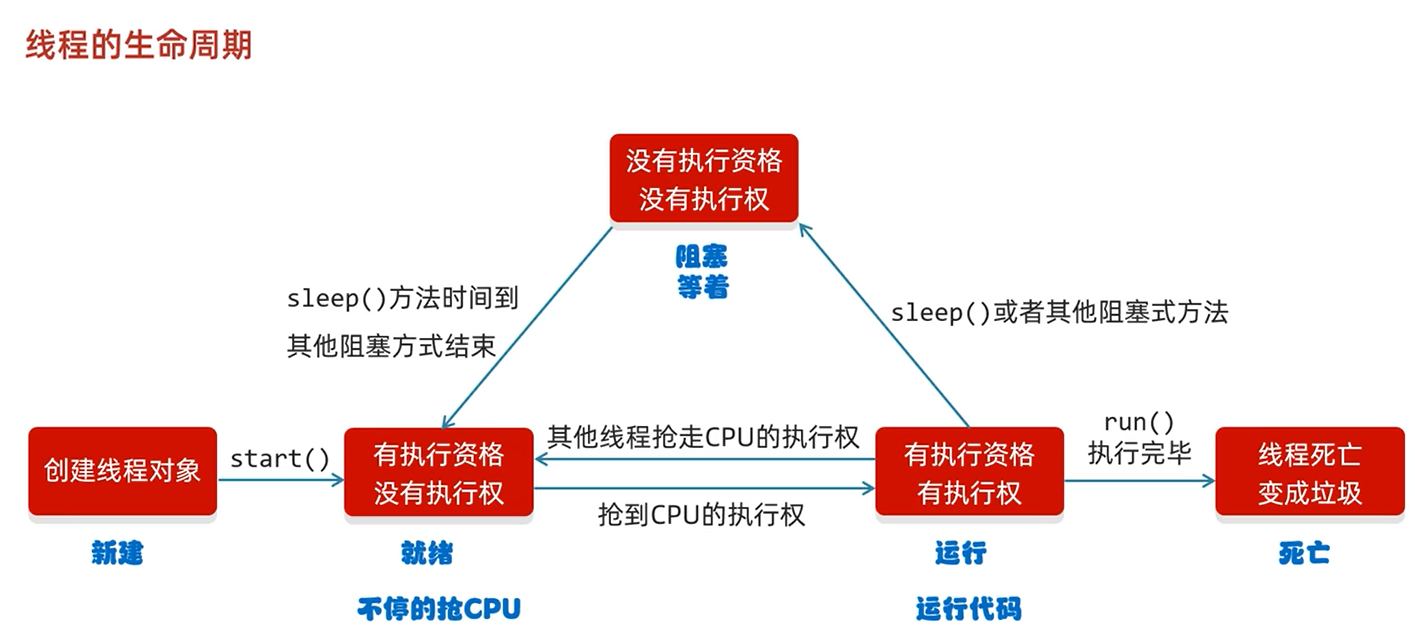 线程的生命周期
没有执行资格
没有执行权
阻塞
等着
sleep()方法时间到
其他阻塞方式结束
sleep()或者其他阻塞式方法
创建线程对象
新建
start()
有执行资格
没有执行权
就绪
不停的抢CPU
其他线程抢走CPU的执行权
抢到CPU的执行权
有执行资格
有执行权
运行
运行代码
run()
执行完毕
线程死亡
变成垃圾
死亡